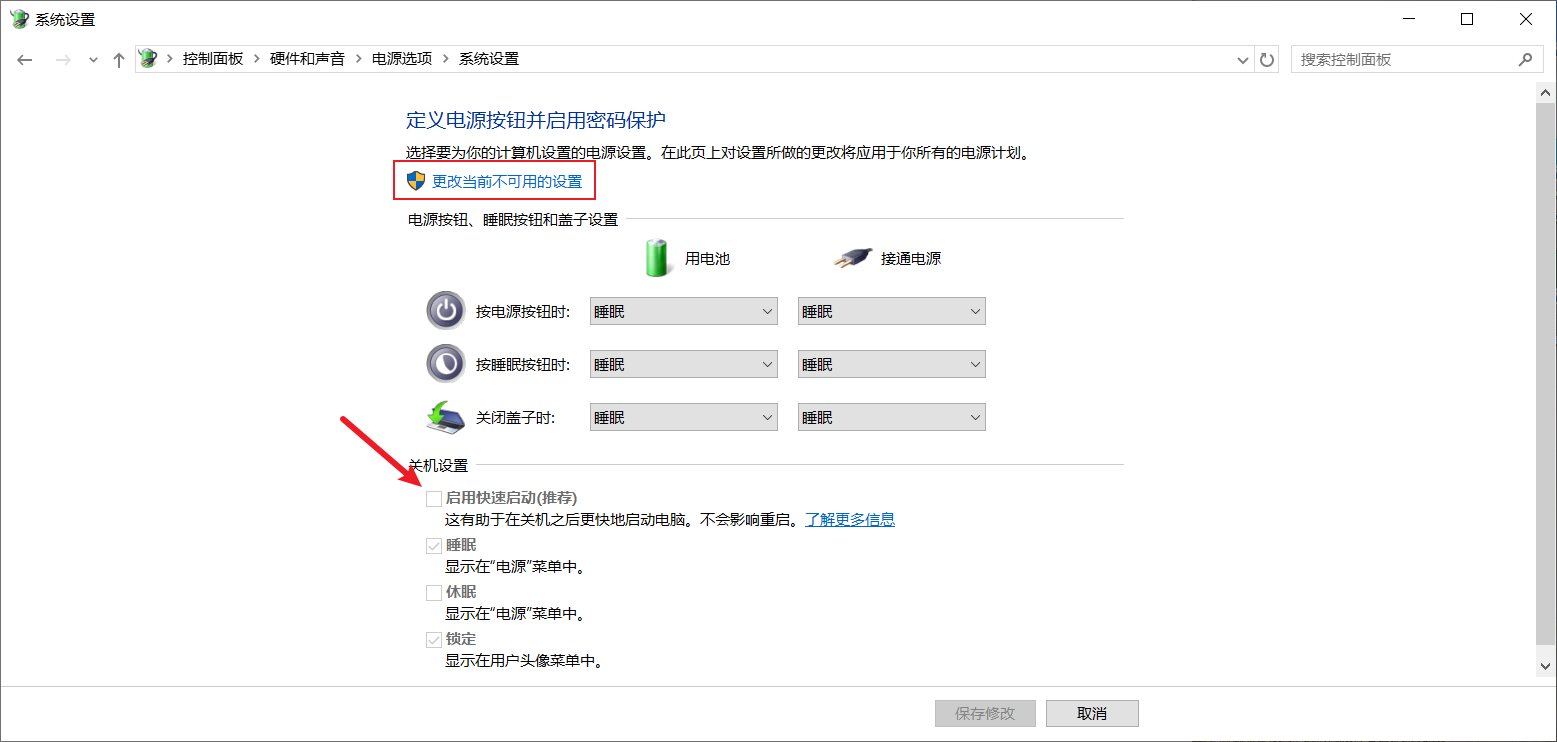 系统设置
控制面板 硬件和声音 电源选项 系统设置
搜索控制面板
定义电源按钮并启用密码保护
选择要为你的计算机设置的电源设置。在此页上对设置所做的更改将应用于你所有的电源计划。
更改当前不可用的设置
电源按钮、睡眠按钮和盖子设置
用电池 接通电源
按电源按钮时: 睡眠 睡眠
按睡眠按钮时: 睡眠 睡眠
关闭盖子时: 睡眠 睡眠
关机设置
启用快速启动(推荐)
这有助于在关机之后更快地启动电脑。不会影响重启。了解更多信息
睡眠
显示在“电源”菜单中。
休眠
显示在“电源”菜单中。
锁定
显示在用户头像菜单中。
保存修改 取消